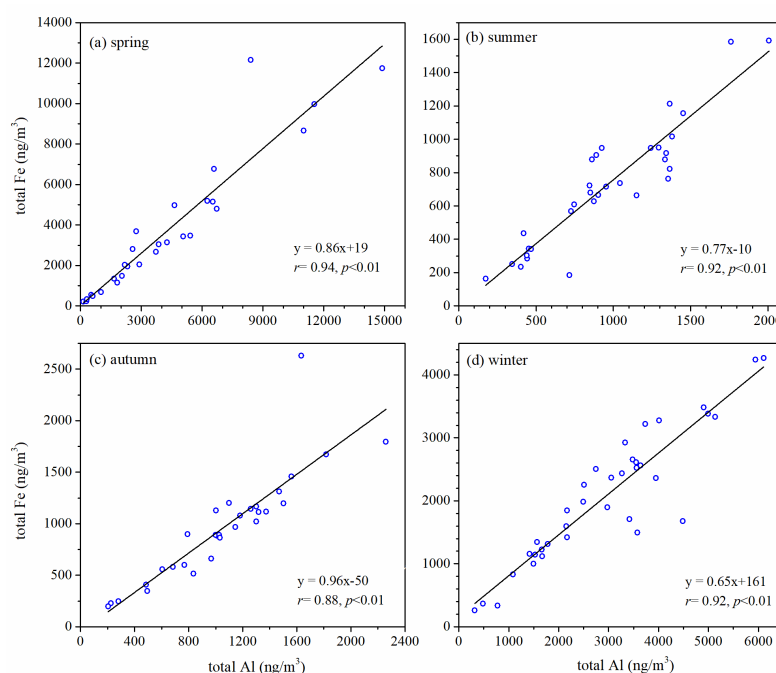 14000
12000
10000
8000
6000
4000
2000
0
total Fe (ng/m³)
(a) spring
y = 0.86x+19
r= 0.94, p<0.01
0 3000 6000 9000 12000 15000
1600
1400
1200
1000
800
600
400
200
0
(b) summer
y = 0.77x-10
r= 0.92, p<0.01
0 500 1000 1500 2000
2500
2000
1500
1000
500
0
total Fe (ng/m³)
(c) autumn
y = 0.96x-50
r= 0.88, p<0.01
0 400 800 1200 1600 2000 2400
total Al (ng/m³)
4000
3000
2000
1000
0
(d) winter
y = 0.65x+161
r= 0.92, p<0.01
0 1000 2000 3000 4000 5000 6000
total Al (ng/m³)